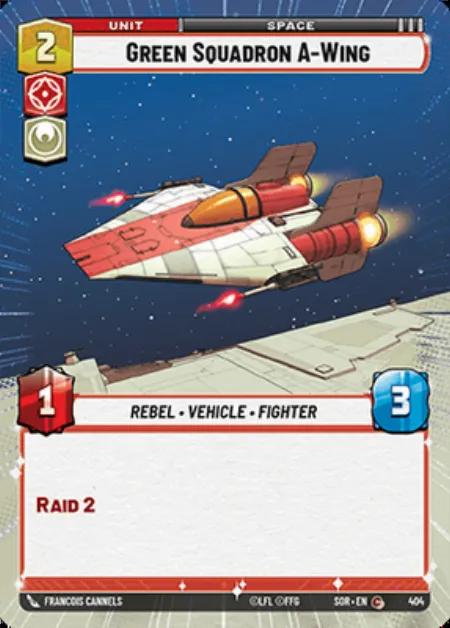 UNIT SPACE
2 GREEN SQUADRON A-WING
1 REBEL • VEHICLE • FIGHTER 3
RAID 2
FRANCOIS CANNELS ©LFL ©FFG SOR • EN C 404